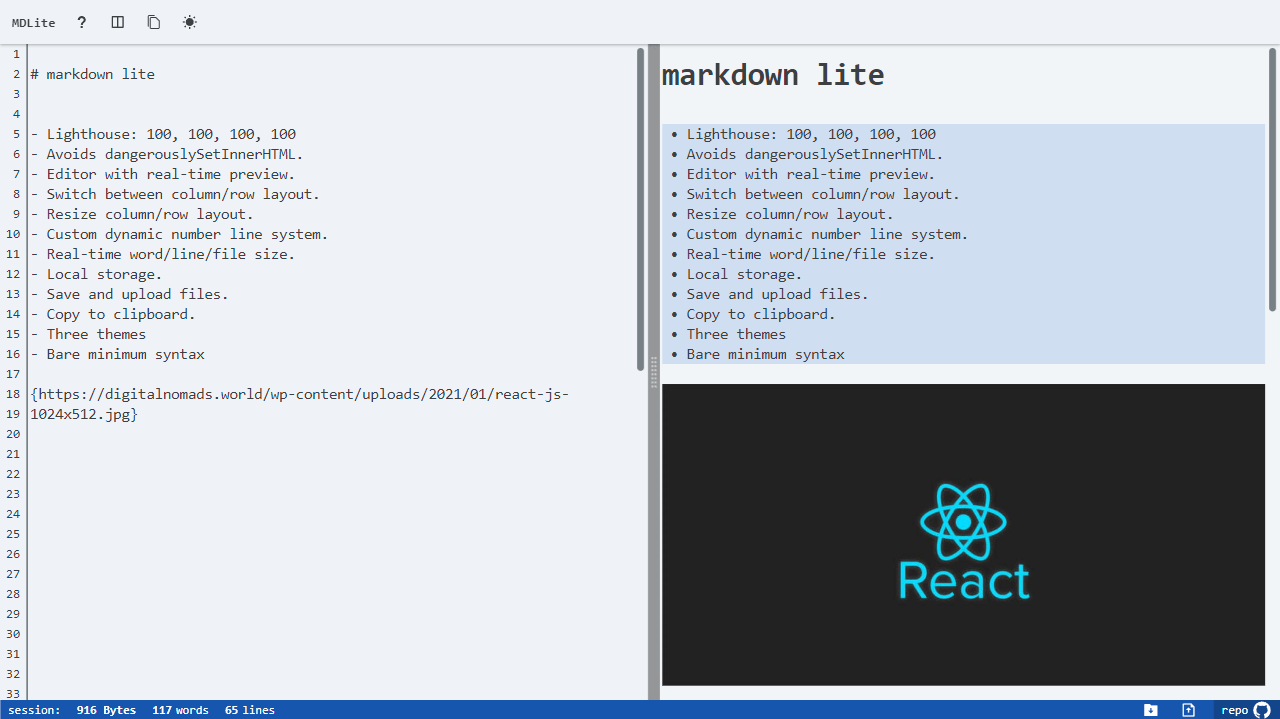 MDLite ?
1
2 # markdown lite
3
4
5 - Lighthouse: 100, 100, 100, 100
6 - Avoids dangerouslySetInnerHTML.
7 - Editor with real-time preview.
8 - Switch between column/row layout.
9 - Resize column/row layout.
10 - Custom dynamic number line system.
11 - Real-time word/line/file size.
12 - Local storage.
13 - Save and upload files.
14 - Copy to clipboard.
15 - Three themes
16 - Bare minimum syntax
17
18 {https://digitalnomads.world/wp-content/uploads/2021/01/react-js-
19 1024x512.jpg}
20
21
22
23
24
25
26
27
28
29
30
31
32
33
markdown lite
• Lighthouse: 100, 100, 100, 100
• Avoids dangerouslySetInnerHTML.
• Editor with real-time preview.
• Switch between column/row layout.
• Resize column/row layout.
• Custom dynamic number line system.
• Real-time word/line/file size.
• Local storage.
• Save and upload files.
• Copy to clipboard.
• Three themes
• Bare minimum syntax
React
session: 916 Bytes 117 words 65 lines
repo